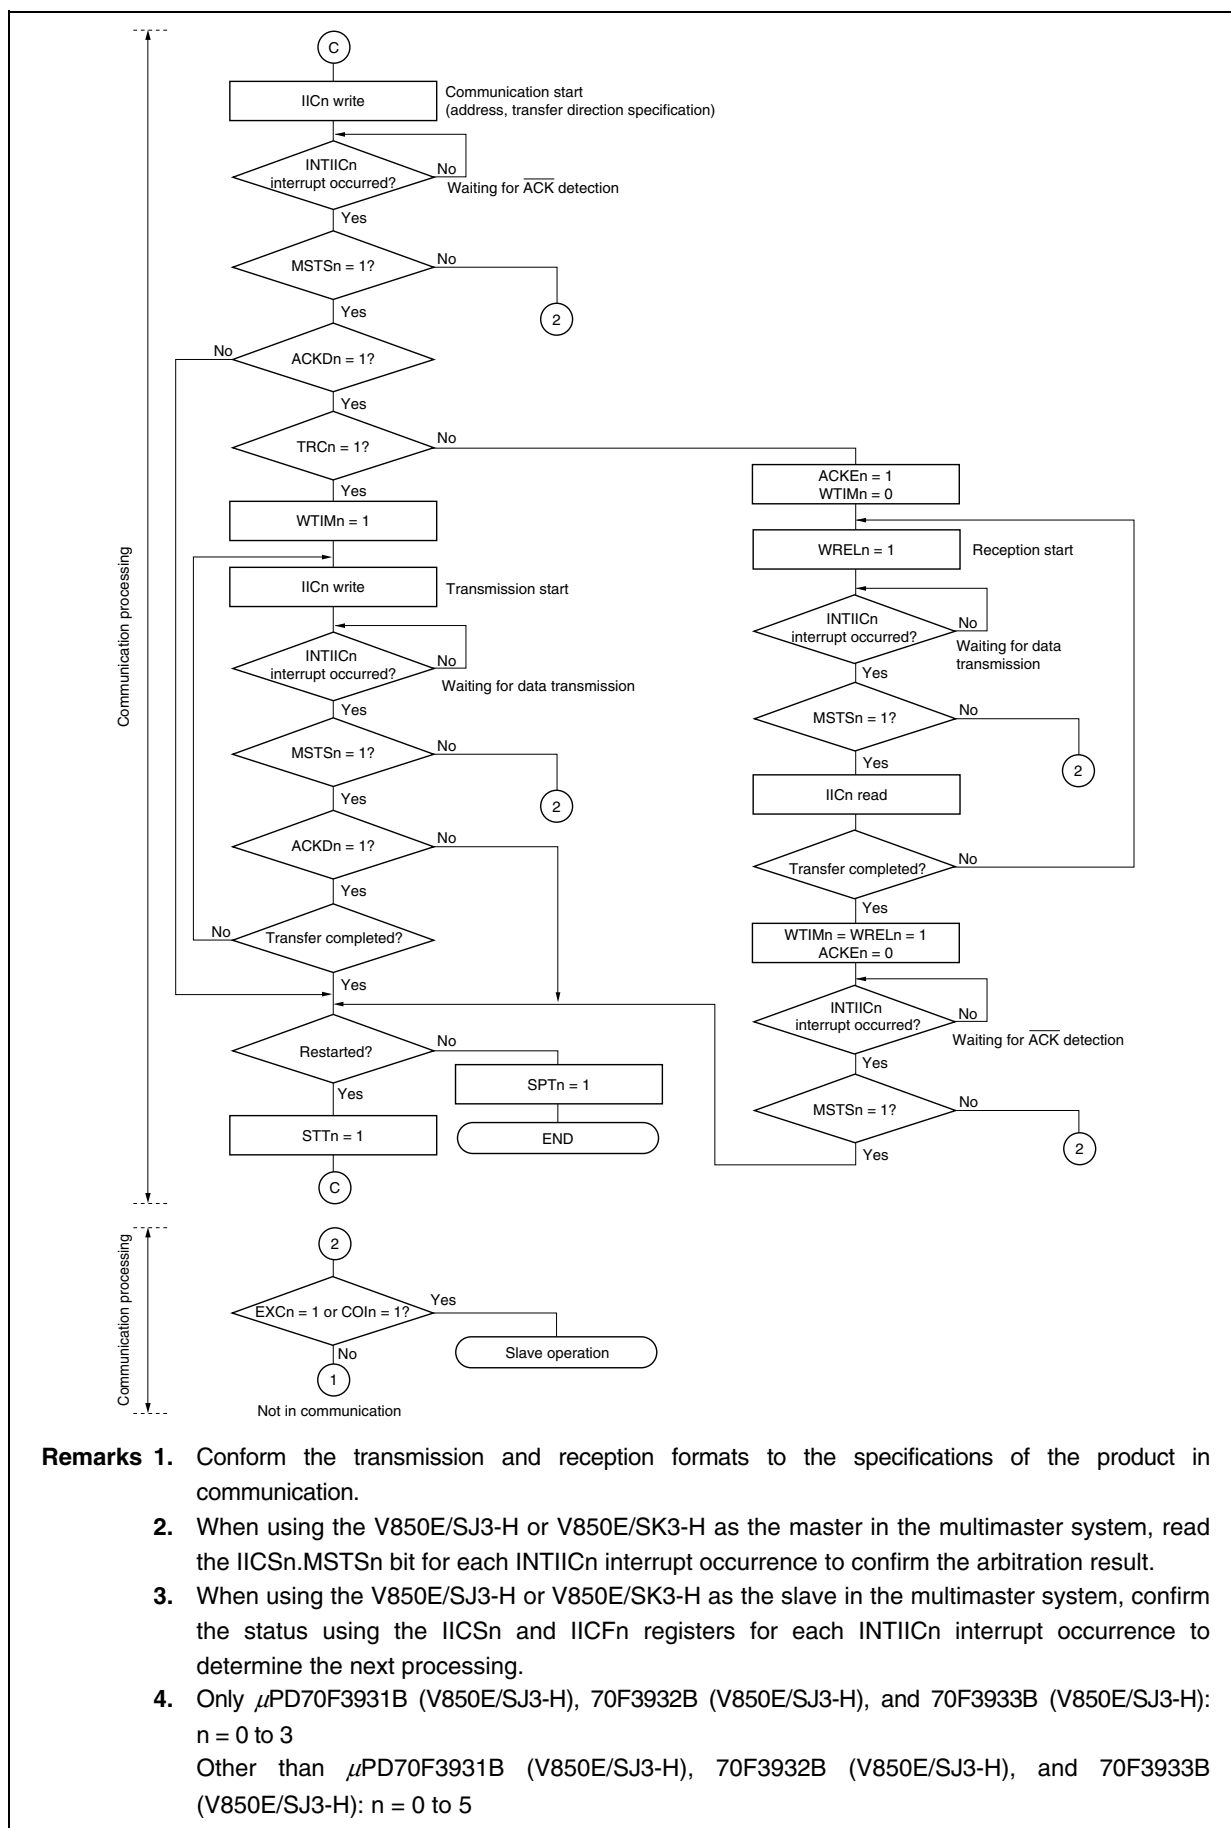 C
IICn write
Communication start
(address, transfer direction specification)
INTIICn
interrupt occurred?
No
Waiting for ACK detection
Yes
MSTSn = 1?
No
2
Yes
No
ACKDn = 1?
Yes
TRCn = 1?
No
Yes
WTIMn = 1
IICn write
Transmission start
INTIICn
interrupt occurred?
No
Waiting for data transmission
Yes
MSTSn = 1?
No
2
Yes
ACKDn = 1?
No
Yes
No
Transfer completed?
Yes
Restarted?
No
Yes
SPTn = 1
END
STTn = 1
C
ACKEn = 1
WTIMn = 0
WRELn = 1
Reception start
INTIICn
interrupt occurred?
No
Waiting for data
transmission
Yes
MSTSn = 1?
No
2
Yes
IICn read
Transfer completed?
No
Yes
WTIMn = WRELn = 1
ACKEn = 0
INTIICn
interrupt occurred?
No
Waiting for ACK detection
Yes
MSTSn = 1?
No
2
Yes
Communication processing
2
EXCn = 1 or COIn = 1?
Yes
Slave operation
No
1
Not in communication
Communication processing
Remarks 1. Conform the transmission and reception formats to the specifications of the product in
communication.
2. When using the V850E/SJ3-H or V850E/SK3-H as the master in the multimaster system, read
the IICSn.MSTSn bit for each INTIICn interrupt occurrence to confirm the arbitration result.
3. When using the V850E/SJ3-H or V850E/SK3-H as the slave in the multimaster system, confirm
the status using the IICSn and IICFn registers for each INTIICn interrupt occurrence to
determine the next processing.
4. Only μPD70F3931B (V850E/SJ3-H), 70F3932B (V850E/SJ3-H), and 70F3933B (V850E/SJ3-H):
n = 0 to 3
Other than μPD70F3931B (V850E/SJ3-H), 70F3932B (V850E/SJ3-H), and 70F3933B
(V850E/SJ3-H): n = 0 to 5